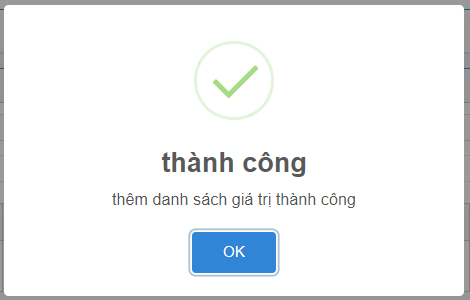 thành công
thêm danh sách giá trị thành công
OK